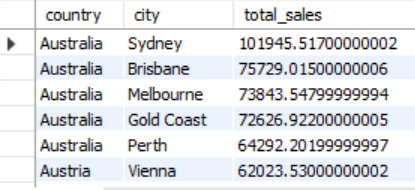 country city total_sales
Australia Sydney 101945.51700000002
Australia Brisbane 75729.01500000006
Australia Melbourne 73843.54799999994
Australia Gold Coast 72626.92200000005
Australia Perth 64292.20199999997
Austria Vienna 62023.53000000002